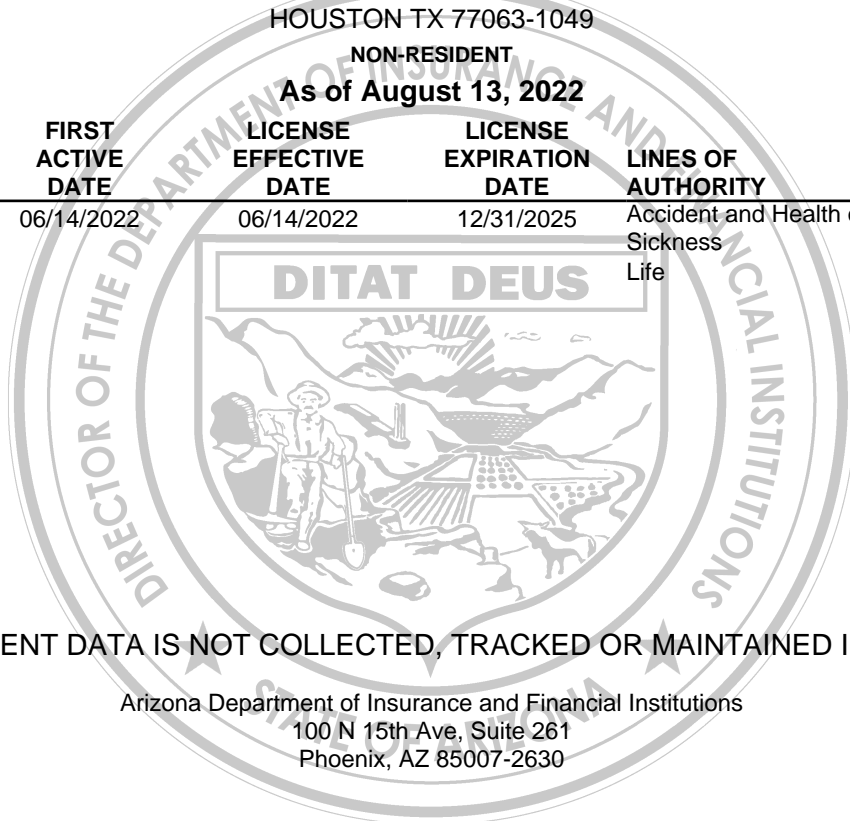 HOUSTON TX 77063-1049
NON-RESIDENT
As of August 13, 2022
FIRST ACTIVE DATE
LICENSE EFFECTIVE DATE
LICENSE EXPIRATION DATE
LINES OF AUTHORITY
06/14/2022 06/14/2022 12/31/2025 Accident and Health
Sickness
Life
DIRECTOR OF THE DEPARTMENT OF INSURANCE AND FINANCIAL INSTITUTIONS
DITAT DEUS
DATA IS NOT COLLECTED, TRACKED OR MAINTAINED
STATE OF ARIZONA
Arizona Department of Insurance and Financial Institutions
100 N 15th Ave, Suite 261
Phoenix, AZ 85007-2630